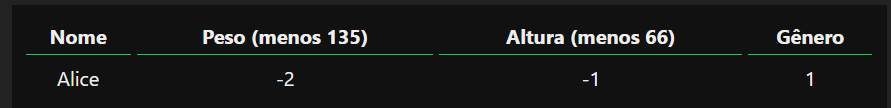 Nome Peso (menos 135) Altura (menos 66) Gênero
Alice -2 -1 1